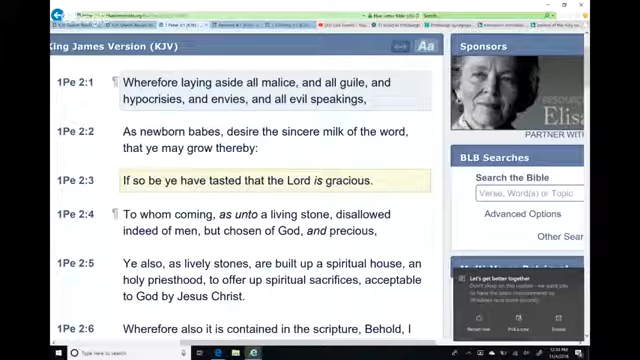 King James Version (KJV)
Aa
1Pe 2:1 ¶ Wherefore laying aside all malice, and all guile, and
hypocrisies, and envies, and all evil speakings,
1Pe 2:2 As newborn babes, desire the sincere milk of the word,
that ye may grow thereby:
1Pe 2:3 If so be ye have tasted that the Lord is gracious.
1Pe 2:4 ¶ To whom coming, as unto a living stone, disallowed
indeed of men, but chosen of God, and precious,
1Pe 2:5 Ye also, as lively stones, are built up a spiritual house, an
holy priesthood, to offer up spiritual sacrifices, acceptable
to God by Jesus Christ.
1Pe 2:6 Wherefore also it is contained in the scripture, Behold, I
Sponsors
Elisa
PARTNER WIT
BLB Searches
Search the Bible
Verse, Word(s) or Topic
Advanced Options
Other Sear
Let's get better together
Type here to search